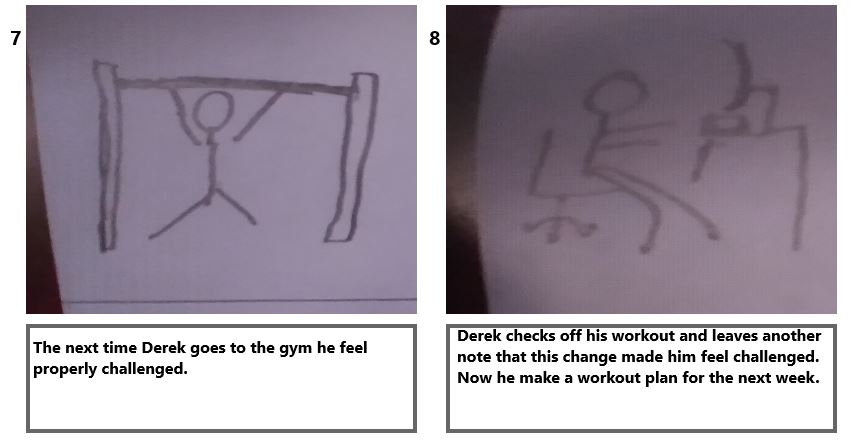 7
8
The next time Derek goes to the gym he feel
properly challenged.
Derek checks off his workout and leaves another
note that this change made him feel challenged.
Now he make a workout plan for the next week.